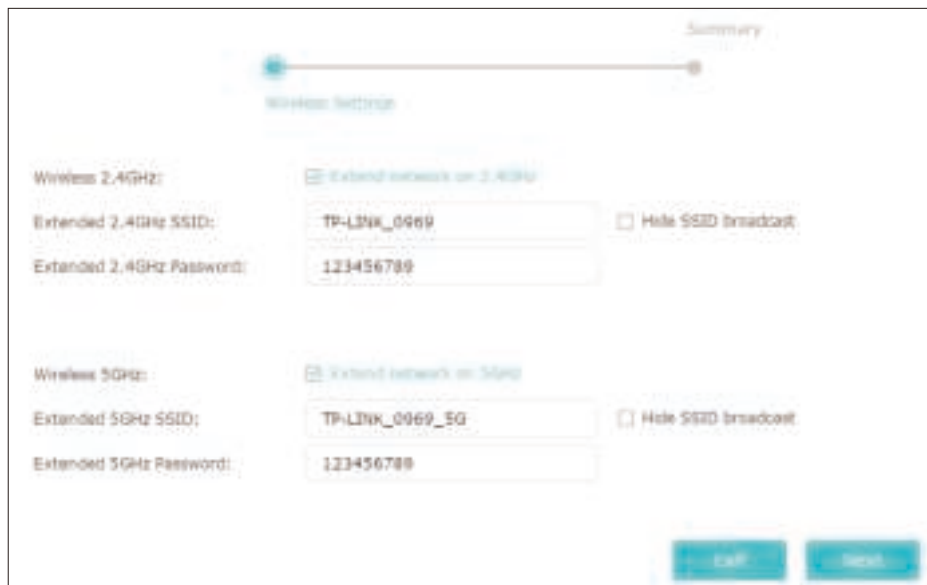 Summary
Wireless Settings
Wireless 2.4GHz: Extend network on 2.4GHz
Extended 2.4GHz SSID: TP-LINK_0969 Hide SSID broadcast
Extended 2.4GHz Password: 123456789
Wireless 5GHz: Extend network on 5GHz
Extended 5GHz SSID: TP-LINK_0969_5G Hide SSID broadcast
Extended 5GHz Password: 123456789
Exit Next